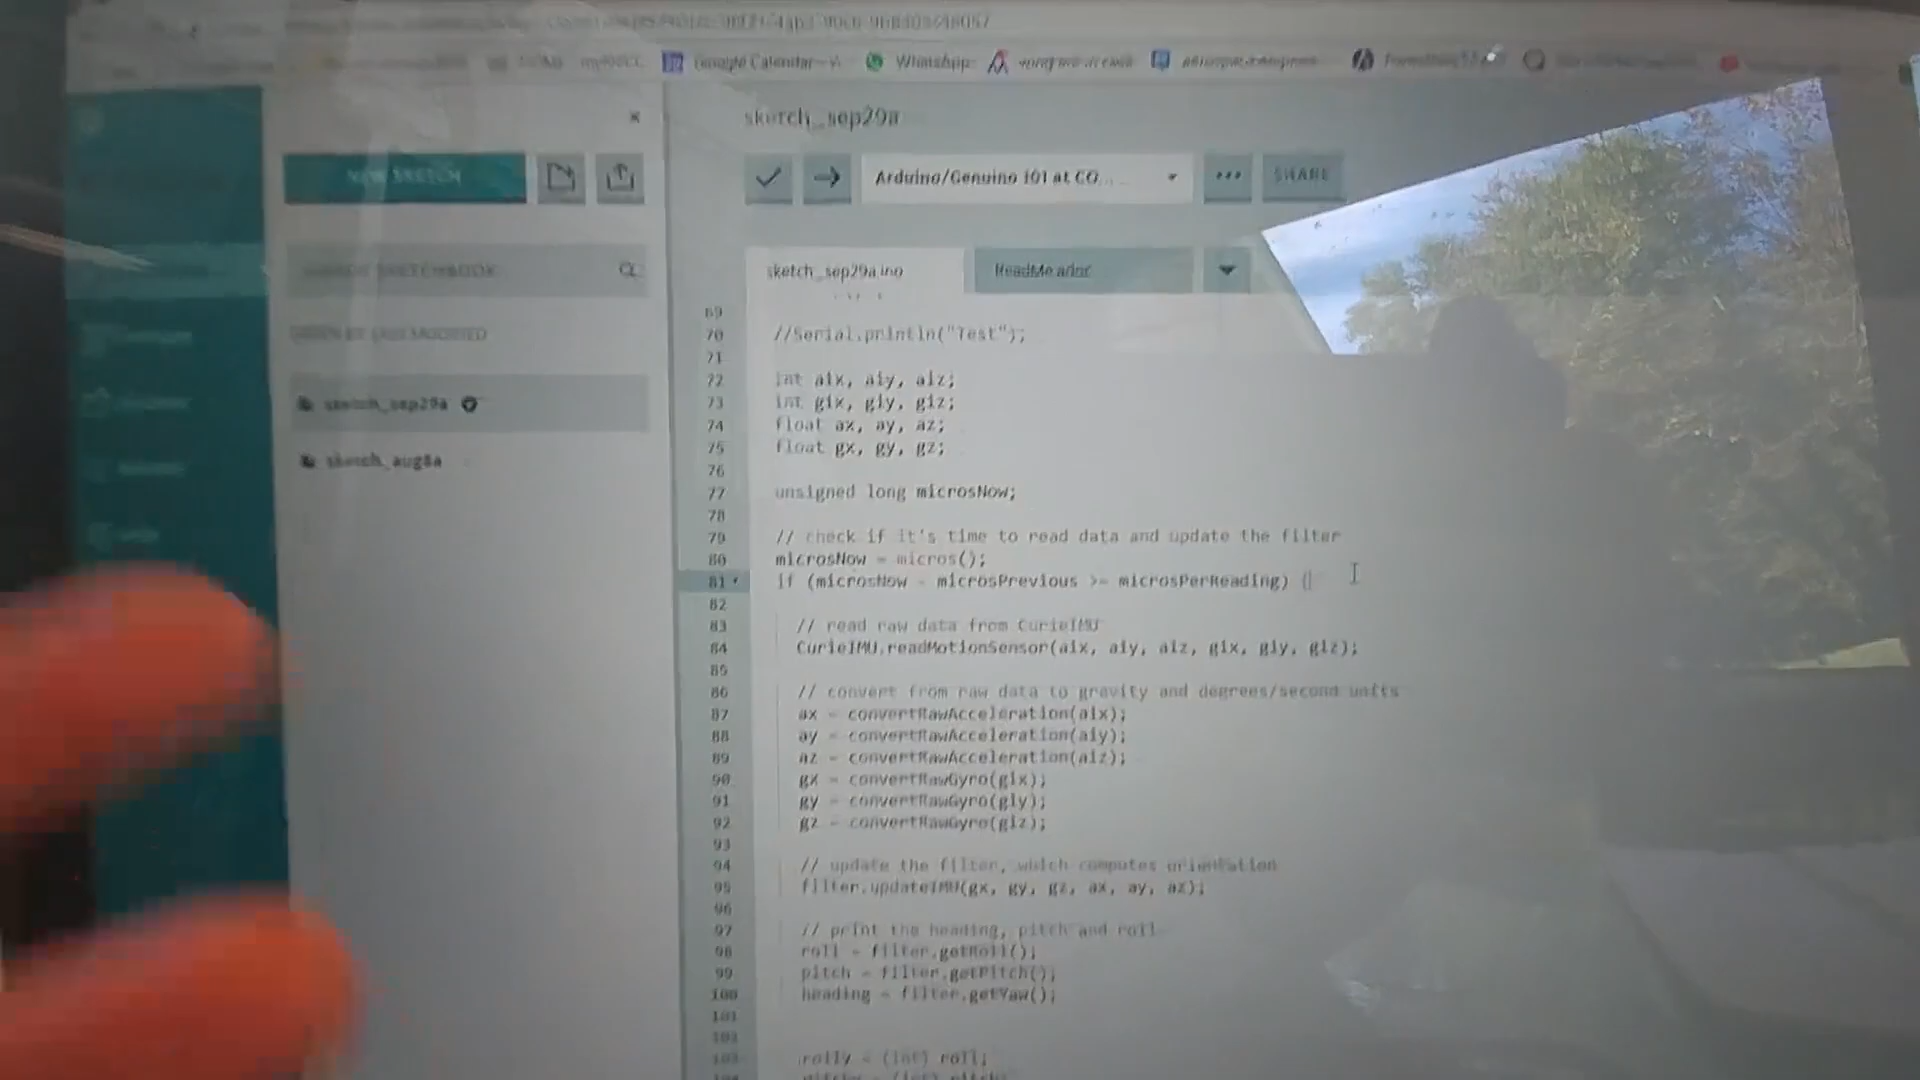 Google Calendar - WhatsApp
sketch_sep29a
NEW SKETCH
Arduino/Genuino 101 at CO...
SHARE
SEARCH SKETCHBOOK
sketch_sep29a.ino
ReadMe.adoc
ORDER BY LAST MODIFIED
sketch_sep29a
sketch_aug8a
69
70 //Serial.println("Test");
71
72 int aix, aiy, aiz;
73 int gix, giy, giz;
74 float ax, ay, az;
75 float gx, gy, gz;
76
77 unsigned long microsNow;
78
79 // check if it's time to read data and update the filter
80 microsNow = micros();
81 if (microsNow - microsPrevious >= microsPerReading) {
82
83 // read raw data from CurieIMU
84 CurieIMU.readMotionSensor(aix, aiy, aiz, gix, giy, giz);
85
86 // convert from raw data to gravity and degrees/second units
87 ax = convertRawAcceleration(aix);
88 ay = convertRawAcceleration(aiy);
89 az = convertRawAcceleration(aiz);
90 gx = convertRawGyro(gix);
91 gy = convertRawGyro(giy);
92 gz = convertRawGyro(giz);
93
94 // update the filter, which computes orientation
95 filter.updateIMU(gx, gy, gz, ax, ay, az);
96
97 // print the heading, pitch and roll
98 roll = filter.getRoll();
99 pitch = filter.getPitch();
100 heading = filter.getYaw();
101
102
103 rolly = (int) roll;